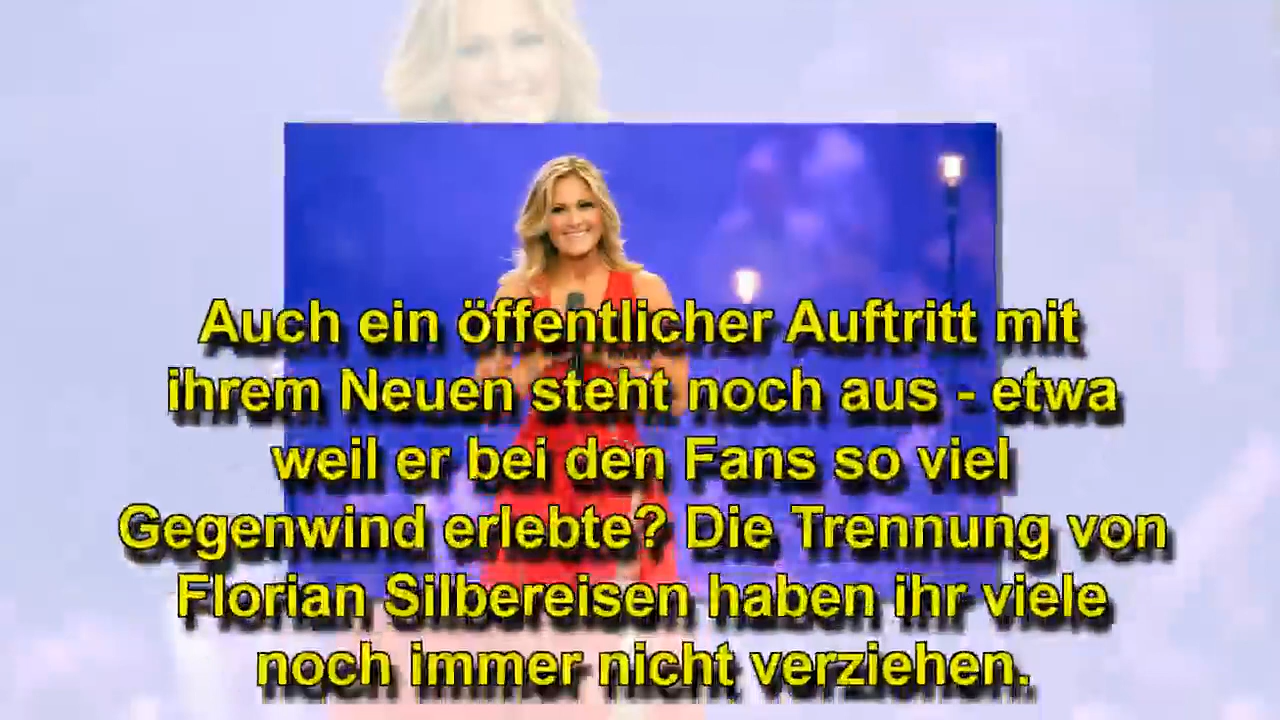 Auch ein öffentlicher Auftritt mit
ihrem Neuen steht noch aus - etwa
weil er bei den Fans so viel
Gegenwind erlebte? Die Trennung von
Florian Silbereisen haben ihr viele
noch immer nicht verziehen.